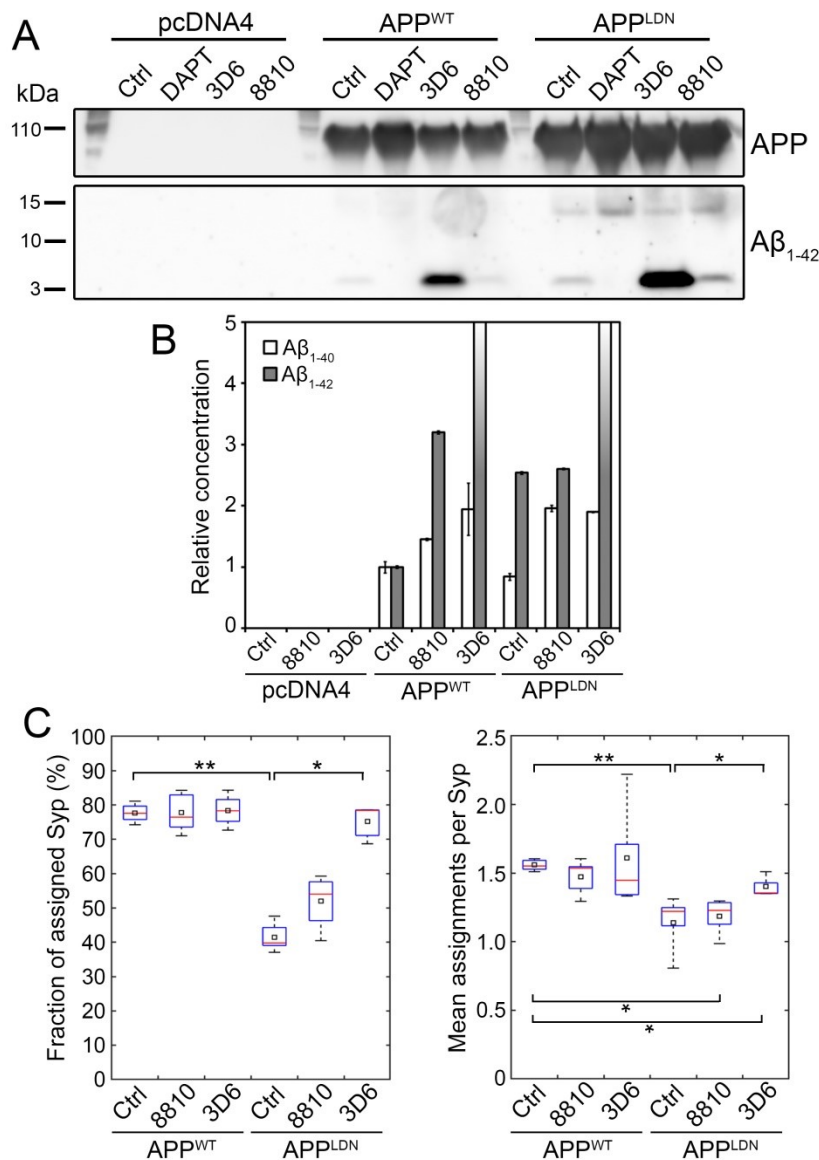 A
pcDNA4 APPWT APPLDN
Ctrl DAPT 3D6 8810 Ctrl DAPT 3D6 8810 Ctrl DAPT 3D6 8810
kDa
110
APP
15
10
3
Aβ1-42
B
Relative concentration
5
4
3
2
1
0
Aβ1-40
Aβ1-42
Ctrl 8810 3D6 Ctrl 8810 3D6 Ctrl 8810 3D6
pcDNA4 APPWT APPLDN
C
Fraction of assigned Syp (%)
100
90
80
70
60
50
40
30
20
10
0
** *
Ctrl 8810 3D6 Ctrl 8810 3D6
APPWT APPLDN
Mean assignments per Syp
2.5
2.0
1.5
1.0
0.5
0
** *
*
*
Ctrl 8810 3D6 Ctrl 8810 3D6
APPWT APPLDN